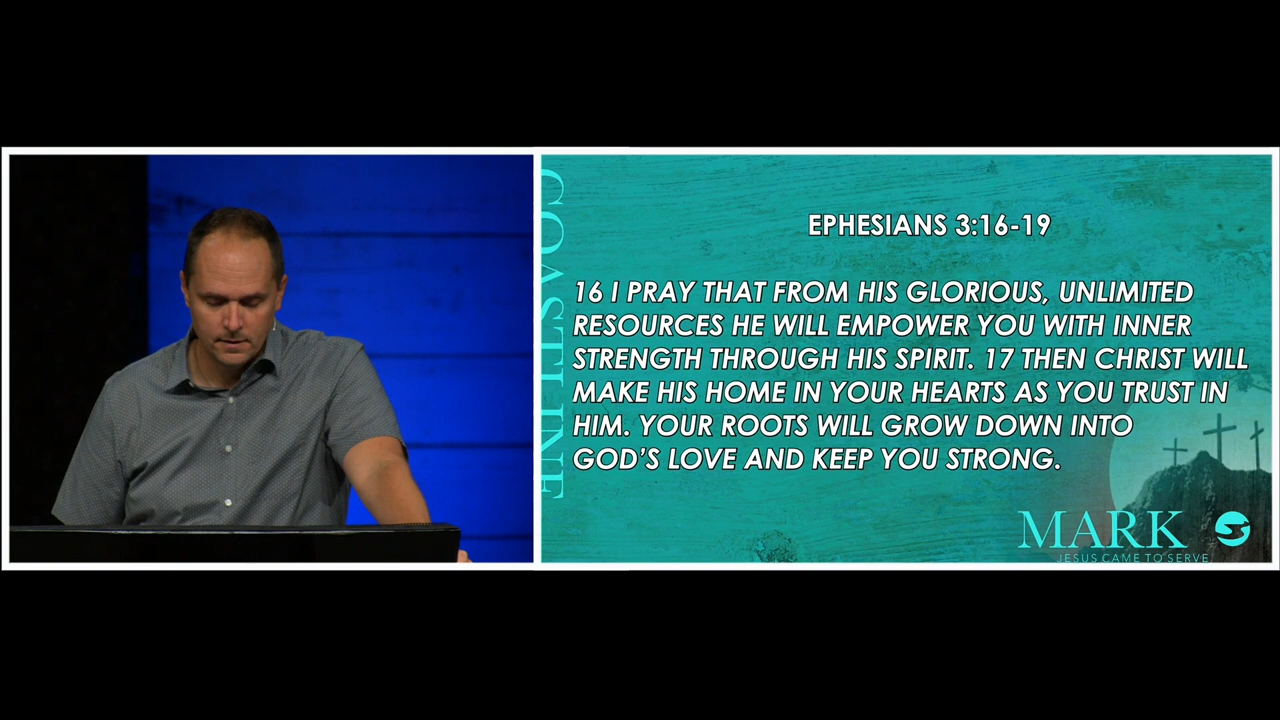 COASTLINE
EPHESIANS 3:16-19
16 I PRAY THAT FROM HIS GLORIOUS, UNLIMITED
RESOURCES HE WILL EMPOWER YOU WITH INNER
STRENGTH THROUGH HIS SPIRIT. 17 THEN CHRIST WILL
MAKE HIS HOME IN YOUR HEARTS AS YOU TRUST IN
HIM. YOUR ROOTS WILL GROW DOWN INTO
GOD’S LOVE AND KEEP YOU STRONG.
MARK
JESUS CAME TO SERVE